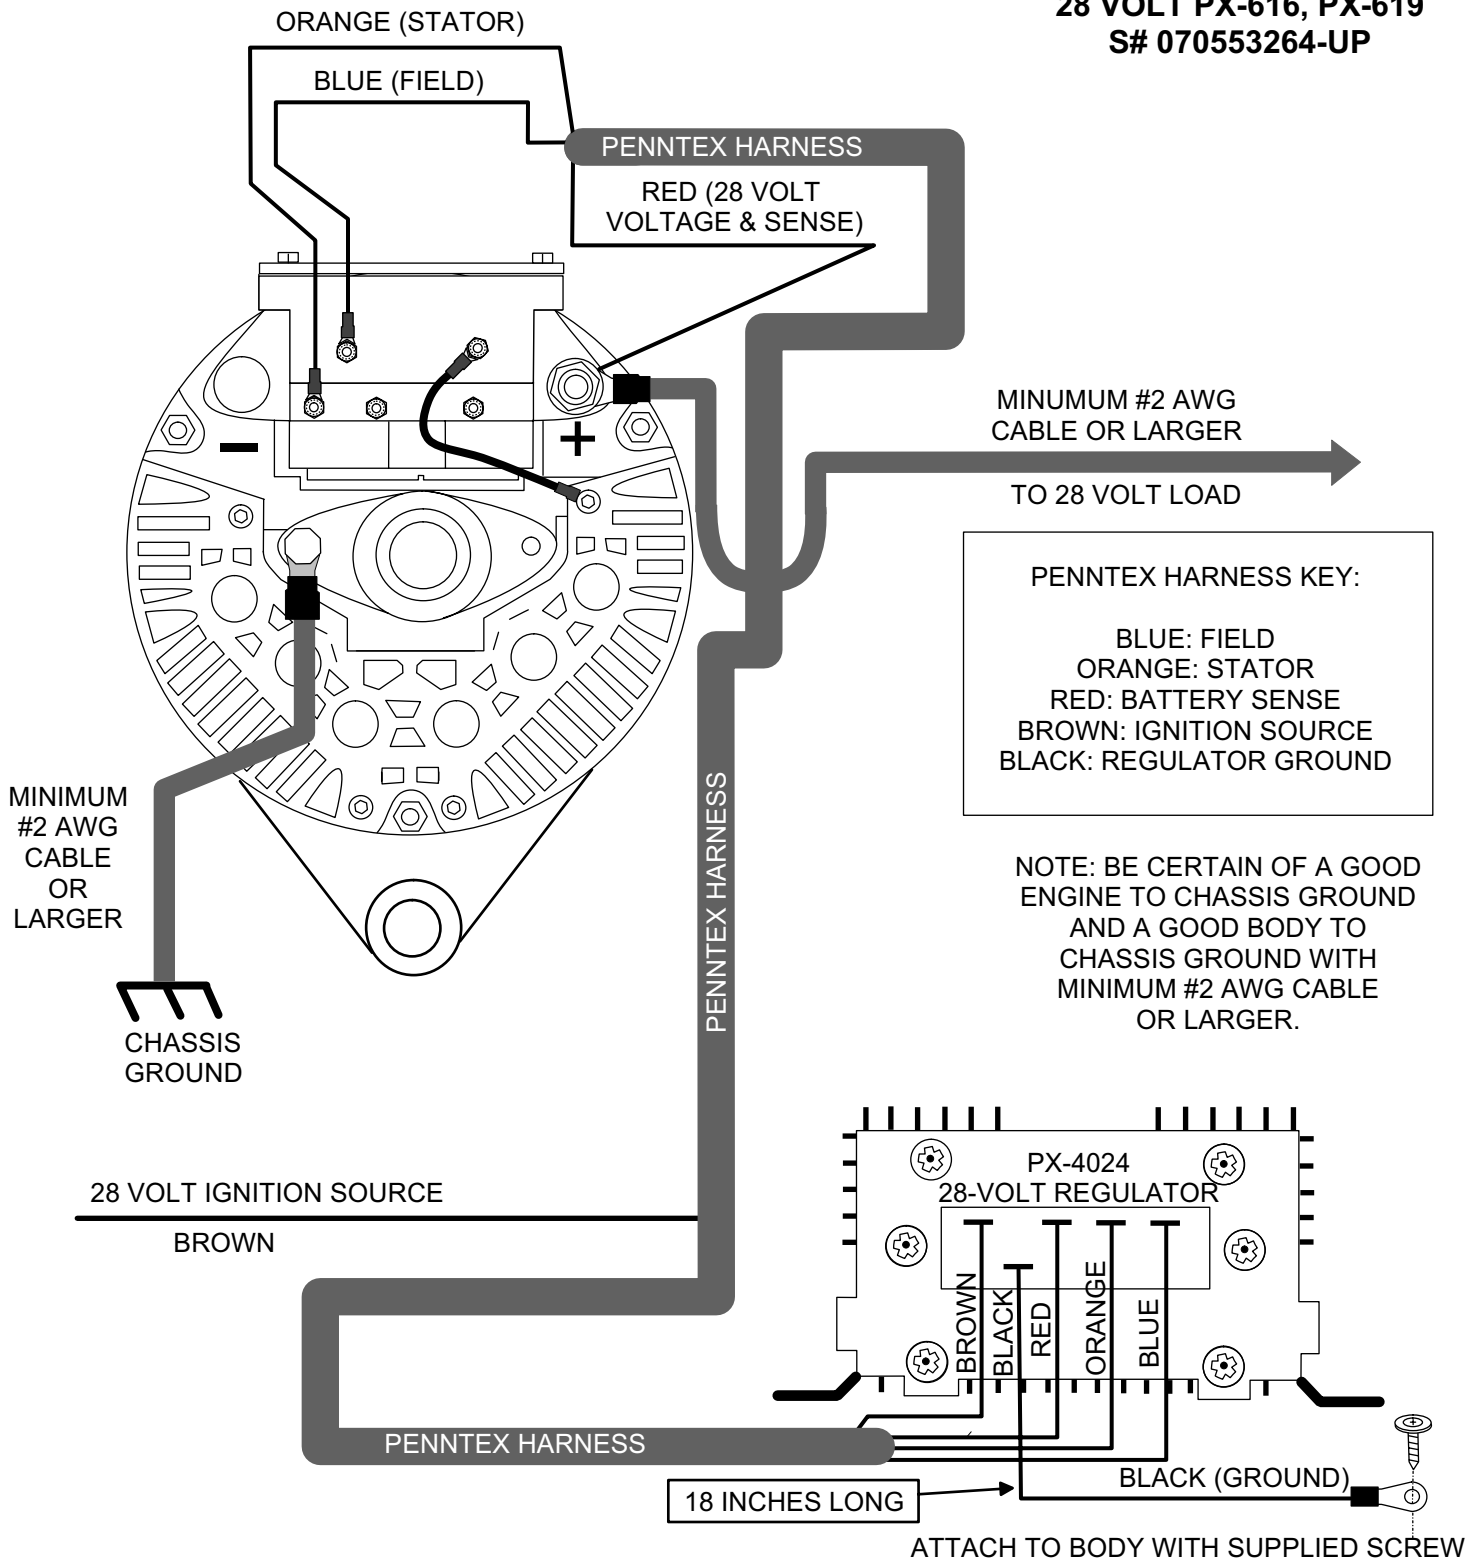 28 VOLT PX-616, PX-619
S# 070553264-UP
ORANGE (STATOR)
BLUE (FIELD)
PENNTEX HARNESS
RED (28 VOLT
VOLTAGE & SENSE)
MINUMUM #2 AWG
CABLE OR LARGER
TO 28 VOLT LOAD
−
+
PENNTEX HARNESS KEY:
BLUE: FIELD
ORANGE: STATOR
RED: BATTERY SENSE
BROWN: IGNITION SOURCE
BLACK: REGULATOR GROUND
MINIMUM
#2 AWG
CABLE
OR
LARGER
PENNTEX HARNESS
NOTE: BE CERTAIN OF A GOOD
ENGINE TO CHASSIS GROUND
AND A GOOD BODY TO
CHASSIS GROUND WITH
MINIMUM #2 AWG CABLE
OR LARGER.
CHASSIS
GROUND
28 VOLT IGNITION SOURCE
BROWN
PX-4024
28-VOLT REGULATOR
BROWN
BLACK
RED
ORANGE
BLUE
PENNTEX HARNESS
18 INCHES LONG
BLACK (GROUND)
ATTACH TO BODY WITH SUPPLIED SCREW